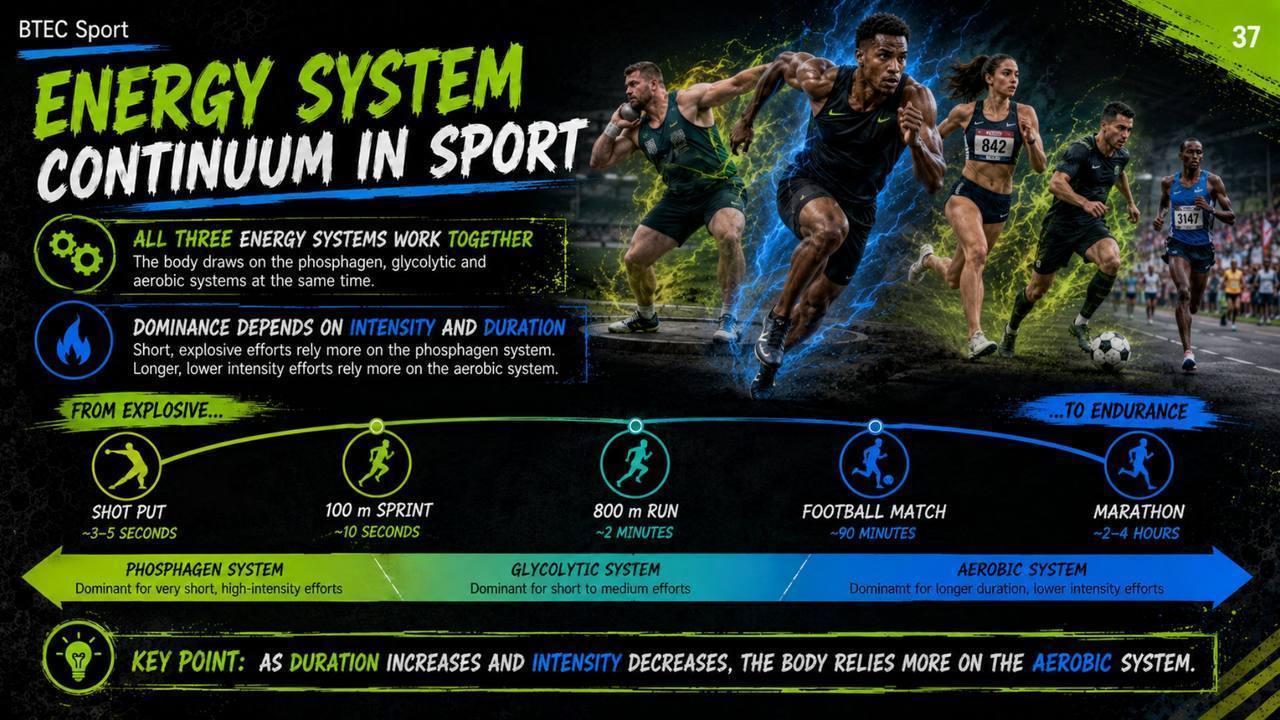 BTEC Sport
37
ENERGY SYSTEM
CONTINUUM IN SPORT
842
3147
ALL THREE ENERGY SYSTEMS WORK TOGETHER
The body draws on the phosphagen, glycolytic and
aerobic systems at the same time.
DOMINANCE DEPENDS ON INTENSITY AND DURATION
Short, explosive efforts rely more on the phosphagen system.
Longer, lower intensity efforts rely more on the aerobic system.
FROM EXPLOSIVE...
...TO ENDURANCE
SHOT PUT
~3–5 SECONDS
100 m SPRINT
~10 SECONDS
800 m RUN
~2 MINUTES
FOOTBALL MATCH
~90 MINUTES
MARATHON
~2–4 HOURS
PHOSPHAGEN SYSTEM
Dominant for very short, high-intensity efforts
GLYCOLYTIC SYSTEM
Dominant for short to medium efforts
AEROBIC SYSTEM
Dominamt for longer duration, lower intensity efforts
KEY POINT: AS DURATION INCREASES AND INTENSITY DECREASES, THE BODY RELIES MORE ON THE AEROBIC SYSTEM.